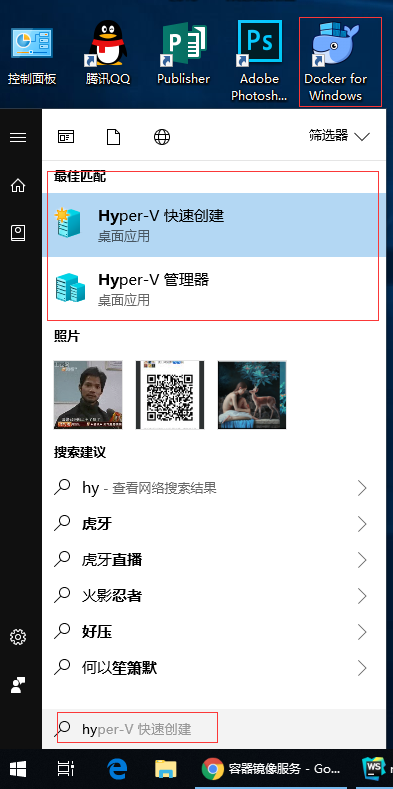 控制面板
腾讯QQ
Publisher
Adobe
Photosh...
Docker for
Windows
筛选器
最佳匹配
Hyper-V 快速创建
桌面应用
Hyper-V 管理器
桌面应用
照片
搜索建议
hy - 查看网络搜索结果
虎牙
虎牙直播
火影忍者
好压
何以笙箫默
hyper-V 快速创建
容器镜像服务 - Go...